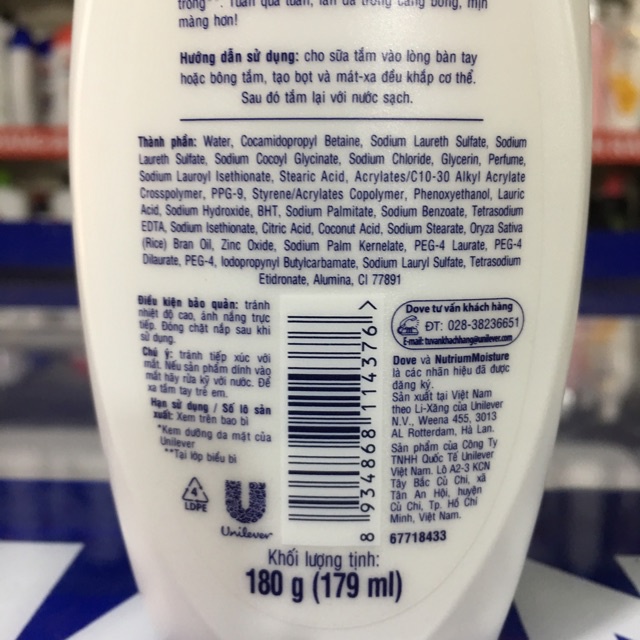 trong**. Tuần qua tuần, làn da trông căng bóng, mịn
màng hơn!
Hướng dẫn sử dụng: cho sữa tắm vào lòng bàn tay
hoặc bông tắm, tạo bọt và mát-xa đều khắp cơ thể.
Sau đó tắm lại với nước sạch.
Thành phần: Water, Cocamidopropyl Betaine, Sodium Laureth Sulfate, Sodium
Laureth Sulfate, Sodium Cocoyl Glycinate, Sodium Chloride, Glycerin, Perfume,
Sodium Lauroyl Isethionate, Stearic Acid, Acrylates/C10-30 Alkyl Acrylate
Crosspolymer, PPG-9, Styrene/Acrylates Copolymer, Phenoxyethanol, Lauric
Acid, Sodium Hydroxide, BHT, Sodium Palmitate, Sodium Benzoate, Tetrasodium
EDTA, Sodium Isethionate, Citric Acid, Coconut Acid, Sodium Stearate, Oryza Sativa
(Rice) Bran Oil, Zinc Oxide, Sodium Palm Kernelate, PEG-4 Laurate, PEG-4
Dilaurate, PEG-4, Iodopropynyl Butylcarbamate, Sodium Lauryl Sulfate, Tetrasodium
Etidronate, Alumina, CI 77891
Điều kiện bảo quản: tránh
nhiệt độ cao, ánh nắng trực
tiếp. Đóng chặt nắp sau khi
sử dụng.
Chú ý: tránh tiếp xúc với
mắt. Nếu sản phẩm dính vào
mắt hãy rửa kỹ với nước. Để
xa tầm tay trẻ em.
Hạn sử dụng / Số lô sản
xuất: Xem trên bao bì
*Kem dưỡng da mặt của
Unilever
**Tại lớp biểu bì
4
LDPE
Unilever
8 934868 114376 >
Dove tư vấn khách hàng
ĐT: 028-38236651
E-mail: tuvankhachhang@unilever.com
Dove và NutriumMoisture
là các nhãn hiệu đã được
đăng ký.
Sản xuất tại Việt Nam
theo Li-Xăng của Unilever
N.V., Weena 455, 3013
AL Rotterdam, Hà Lan.
Sản phẩm của Công Ty
TNHH Quốc Tế Unilever
Việt Nam. Lô A2-3 KCN
Tây Bắc Củ Chi, xã
Tân An Hội, huyện
Củ Chi, Tp. Hồ Chí
Minh, Việt Nam.
67718433
Khối lượng tịnh:
180 g (179 ml)